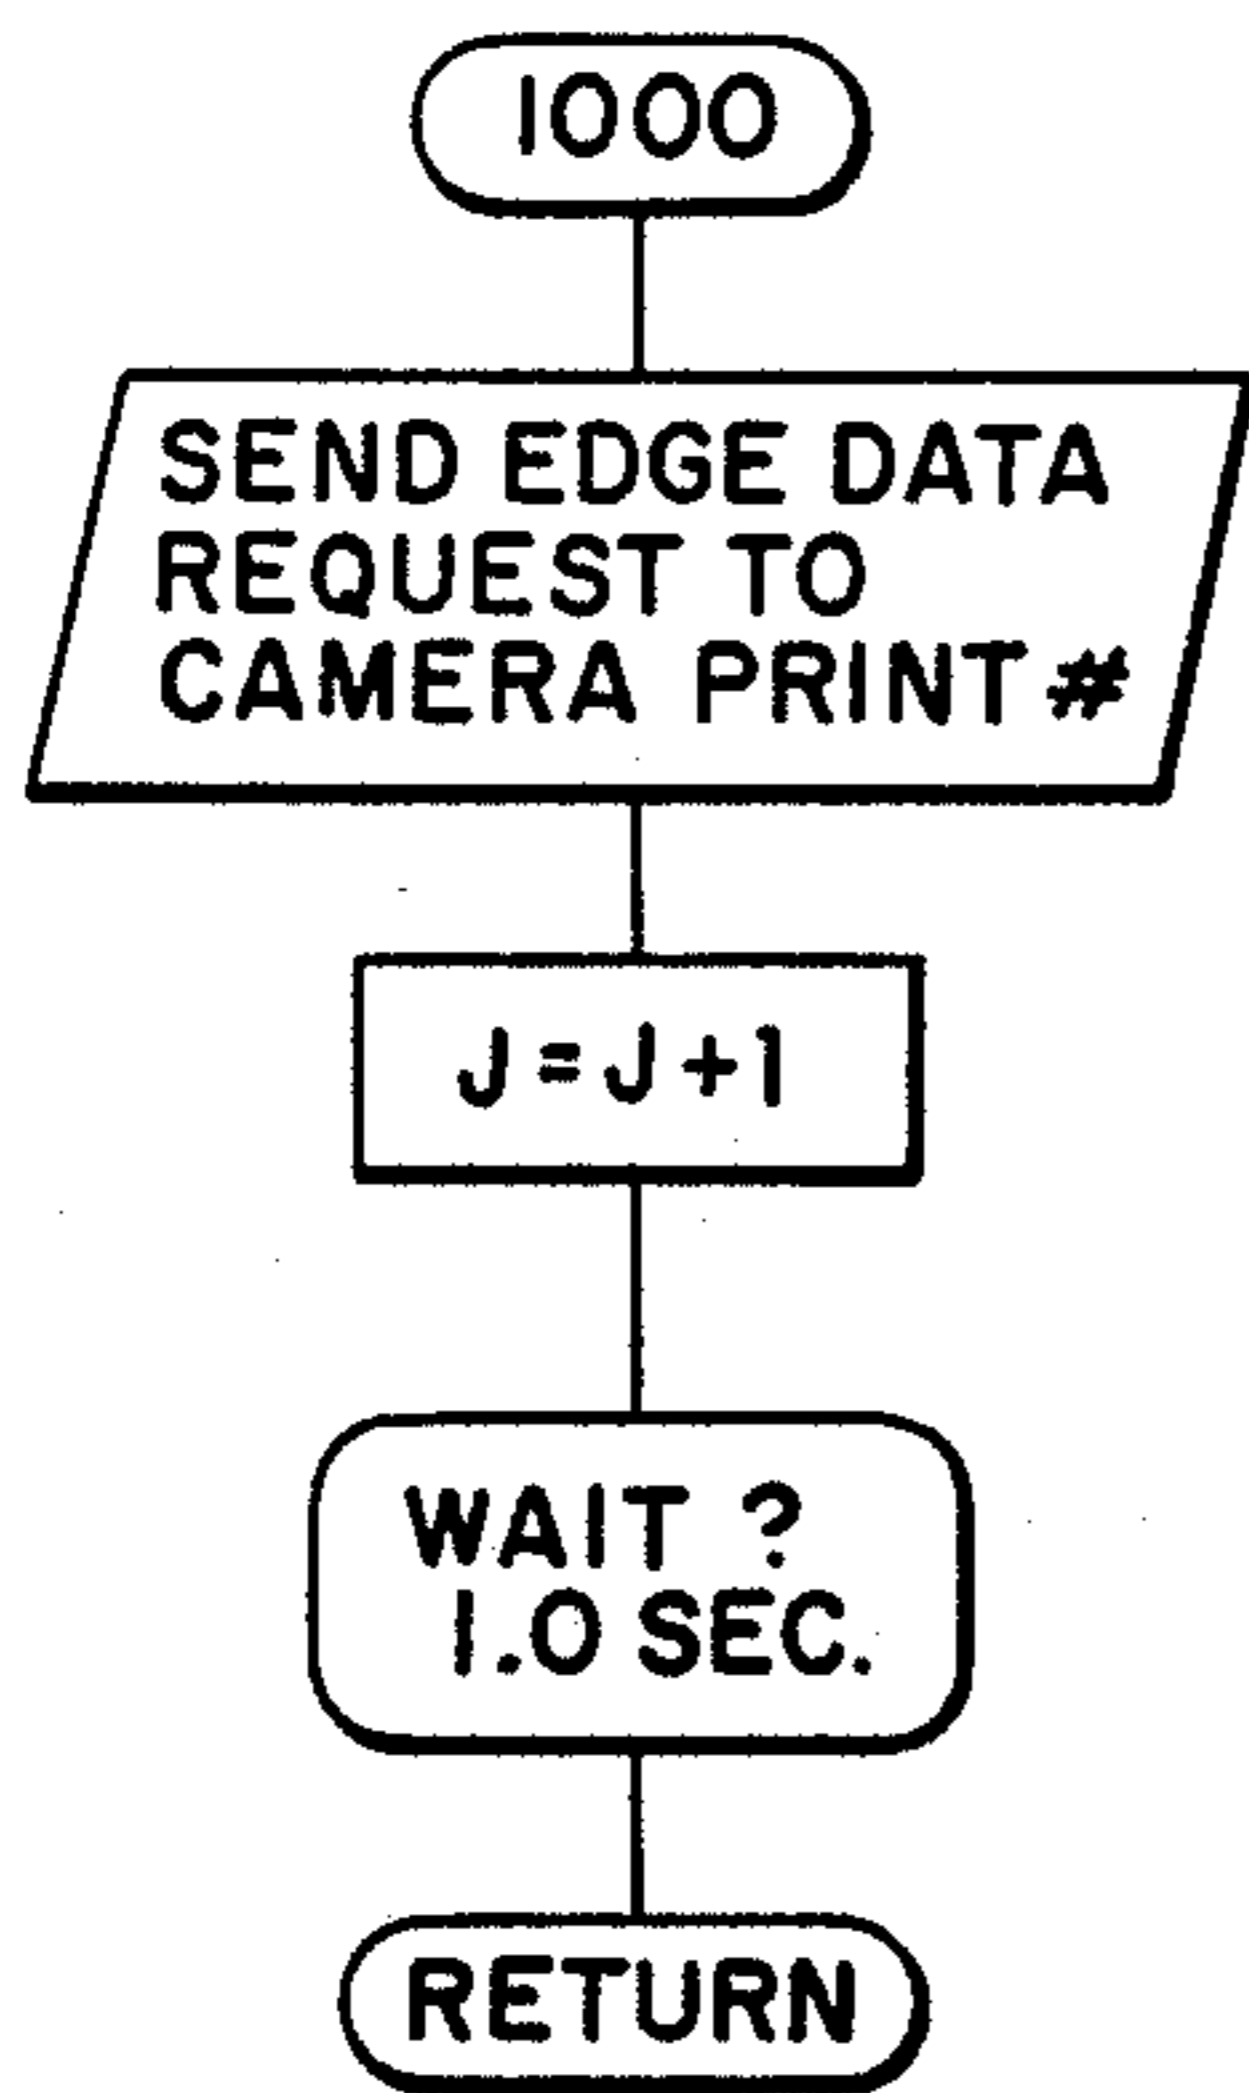 1000
SEND EDGE DATA
REQUEST TO
CAMERA PRINT #
J = J + 1
WAIT ?
1.0 SEC.
RETURN